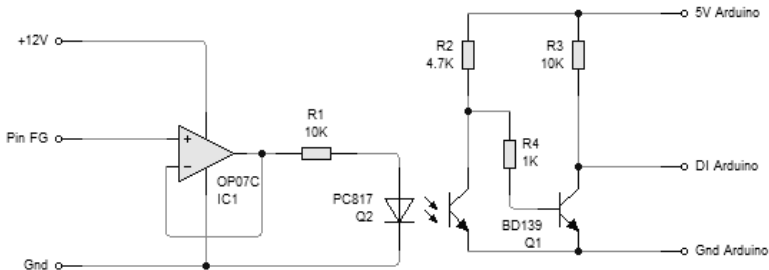 +12V
Pin FG
Gnd
+
−
OP07C
IC1
R1
10K
PC817
Q2
R2
4.7K
R3
10K
R4
1K
BD139
Q1
5V Arduino
DI Arduino
Gnd Arduino